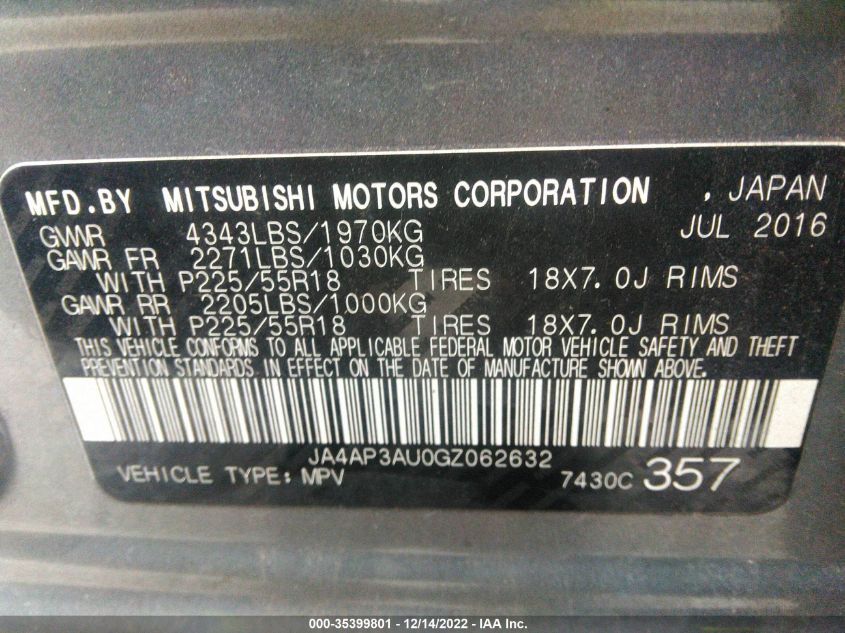 MFD.BY MITSUBISHI MOTORS CORPORATION , JAPAN
GVWR 4343LBS/1970KG JUL 2016
GAWR FR 2271LBS/1030KG
WITH P225/55R18 TIRES 18X7.0J RIMS
GAWR RR 2205LBS/1000KG
WITH P225/55R18 TIRES 18X7.0J RIMS
THIS VEHICLE CONFORMS TO ALL APPLICABLE FEDERAL MOTOR VEHICLE SAFETY AND THEFT
PREVENTION STANDARDS IN EFFECT ON THE DATE OF MANUFACTURE SHOWN ABOVE.
JA4AP3AU0GZ062632
VEHICLE TYPE: MPV 7430C 357
000-35399801 - 12/14/2022 - IAA Inc.